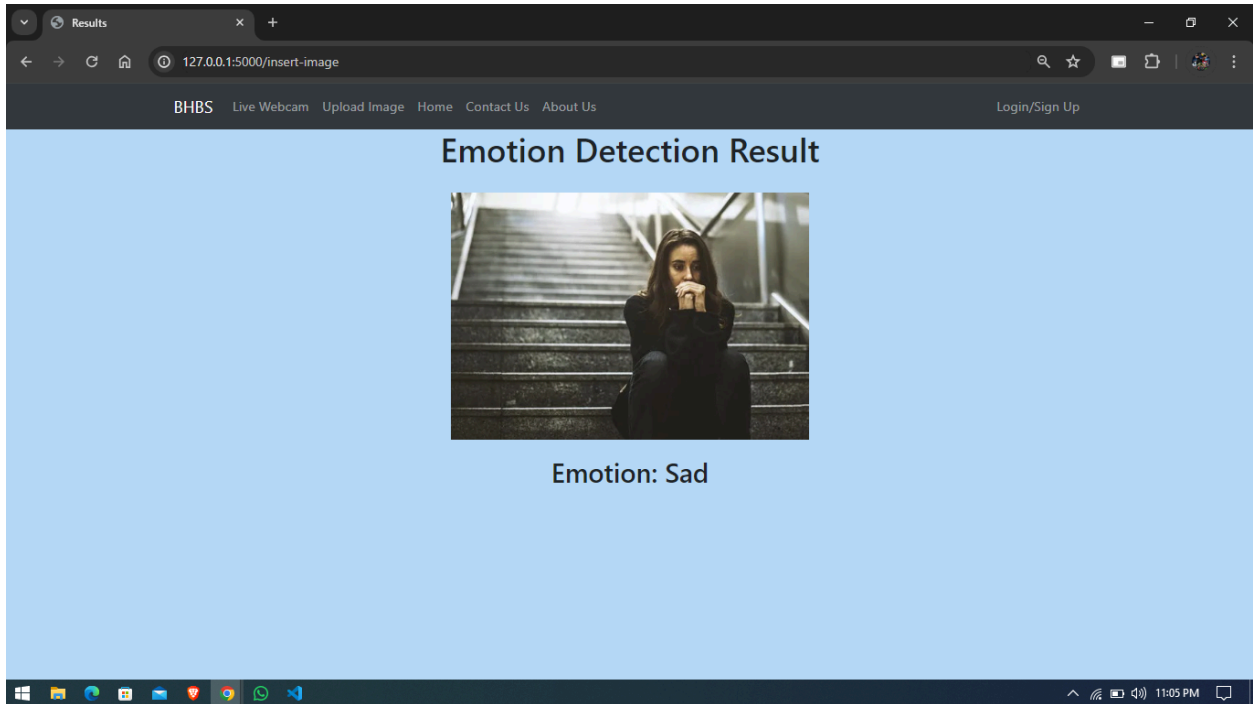 Results
127.0.0.1:5000/insert-image
BHBS Live Webcam Upload Image Home Contact Us About Us Login/Sign Up
Emotion Detection Result
Emotion: Sad
11:05 PM